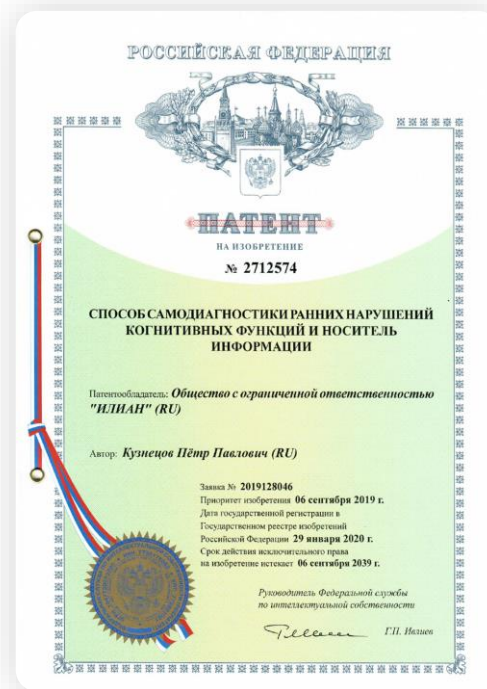 РОССИЙСКАЯ ФЕДЕРАЦИЯ
ПАТЕНТ
НА ИЗОБРЕТЕНИЕ
№ 2712574
СПОСОБ САМОДИАГНОСТИКИ РАННИХ НАРУШЕНИЙ
КОГНИТИВНЫХ ФУНКЦИЙ И НОСИТЕЛЬ
ИНФОРМАЦИИ
Патентообладатель: Общество с ограниченной ответственностью
"ИЛИАН" (RU)
Автор: Кузнецов Пётр Павлович (RU)
Заявка № 2019128046
Приоритет изобретения 06 сентября 2019 г.
Дата государственной регистрации в
Государственном реестре изобретений
Российской Федерации 29 января 2020 г.
Срок действия исключительного права
на изобретение истекает 06 сентября 2039 г.
Руководитель Федеральной службы
по интеллектуальной собственности
Г.П. Ивлиев